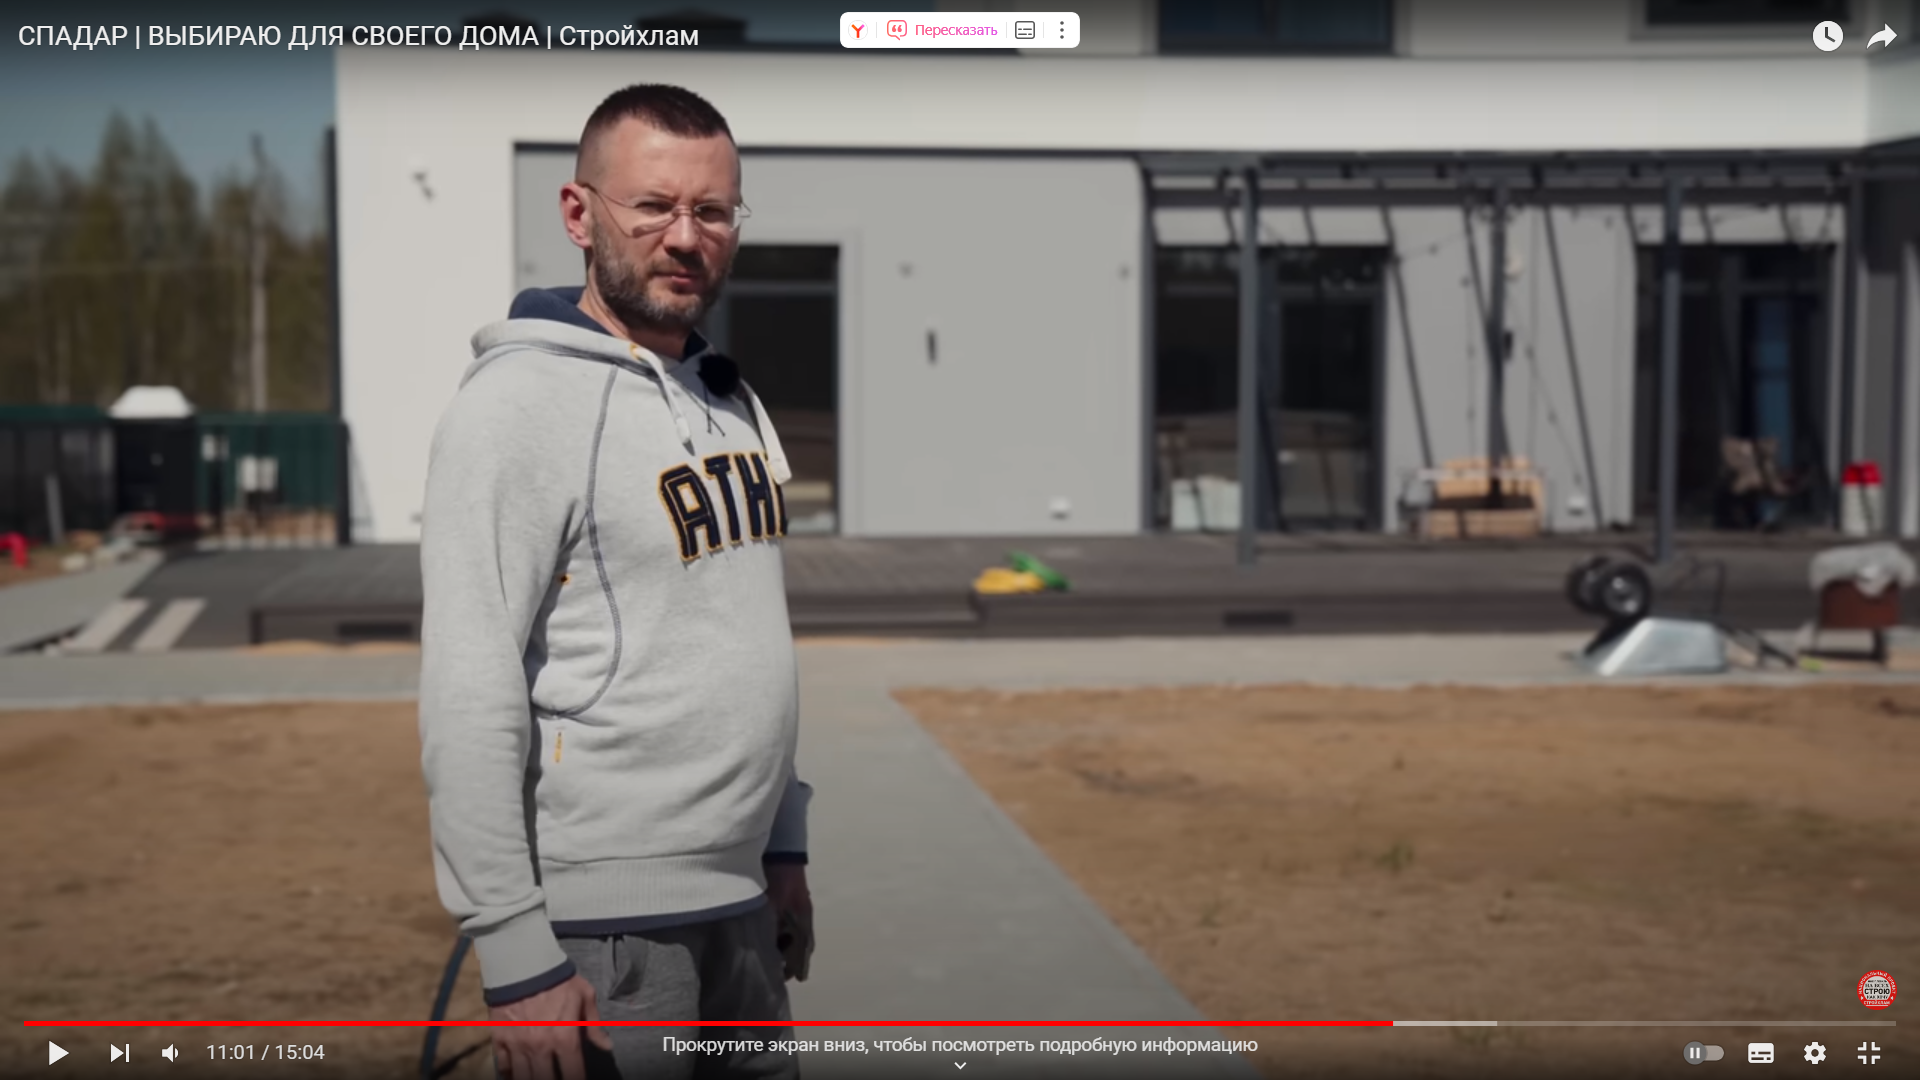 СПАДАР | ВЫБИРАЮ ДЛЯ СВОЕГО ДОМА | Стройхлам
Пересказать
ATH
СТРОЮ
11:01 / 15:04
Прокрутите экран вниз, чтобы посмотреть подробную информацию